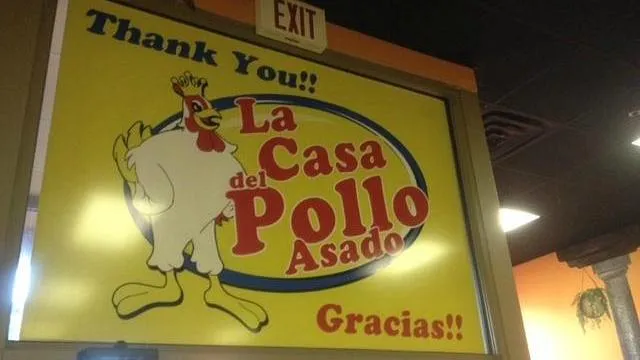 EXIT
Thank You!!
La
Casa
del
Pollo
Asado
Gracias!!